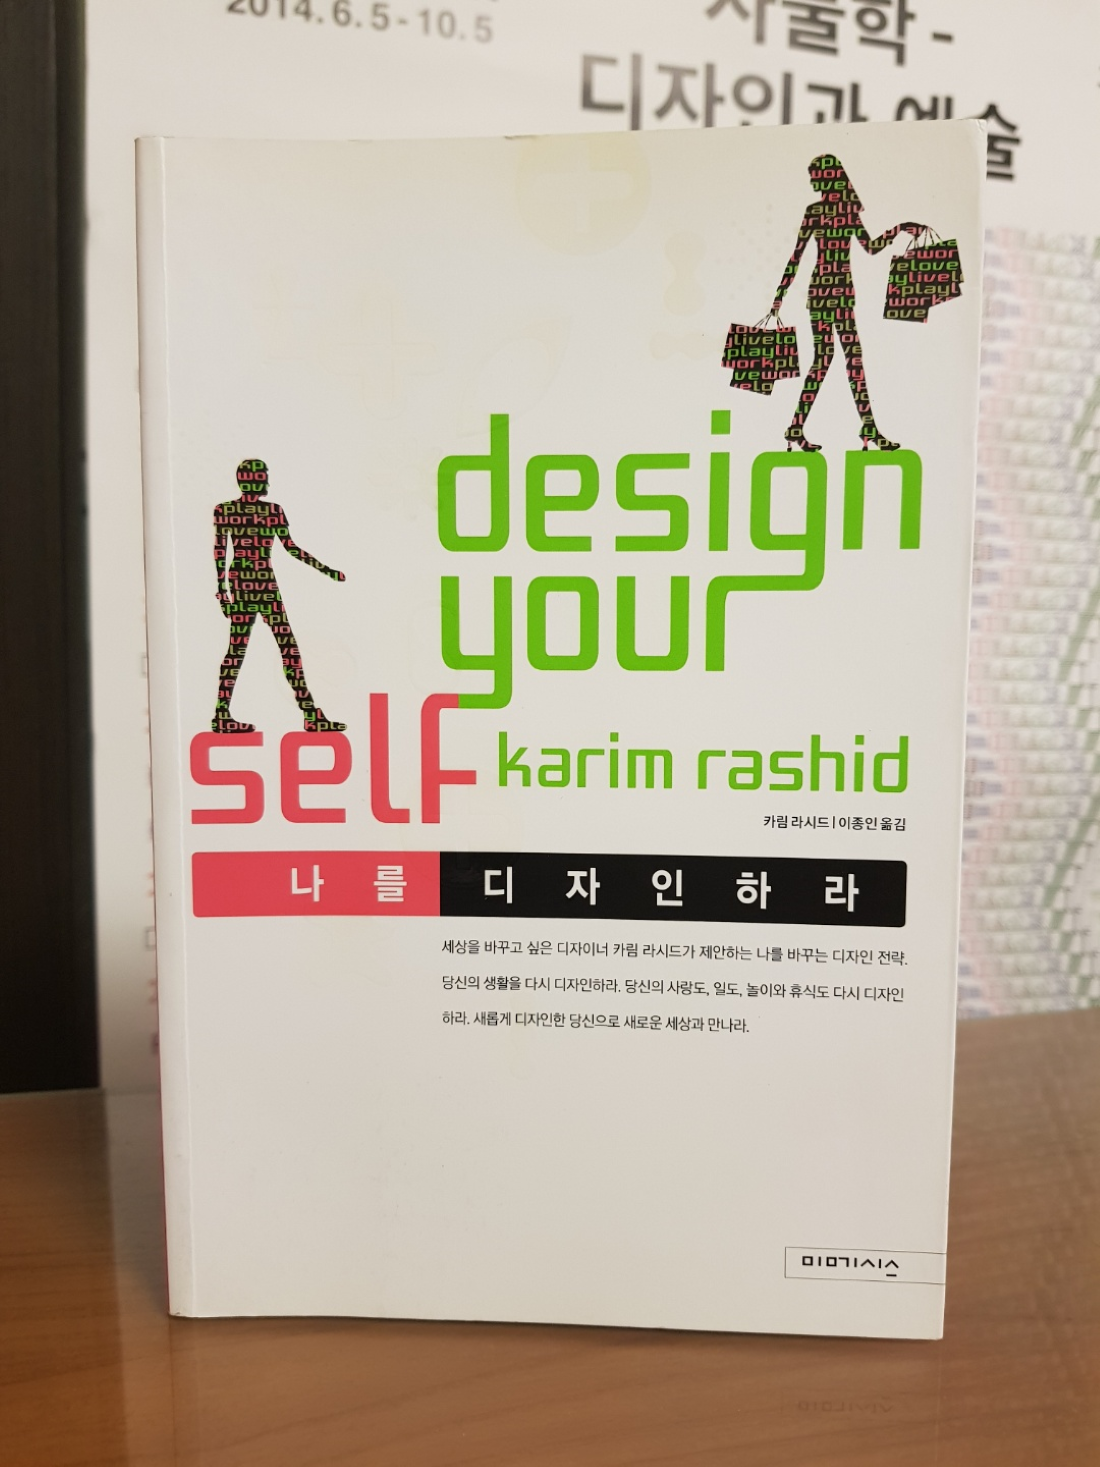 2014.6.5-10.5
사물학-
디자인과 예술
design
your
self
karim rashid
카림 라시드 | 이종인 옮김
나를 디자인하라
세상을 바꾸고 싶은 디자이너 카림 라시드가 제안하는 나를 바꾸는 디자인 전략.
당신의 생활을 다시 디자인하라. 당신의 사랑도, 일도, 놀이와 휴식도 다시 디자인
하라. 새롭게 디자인한 당신으로 새로운 세상과 만나라.
미메시스